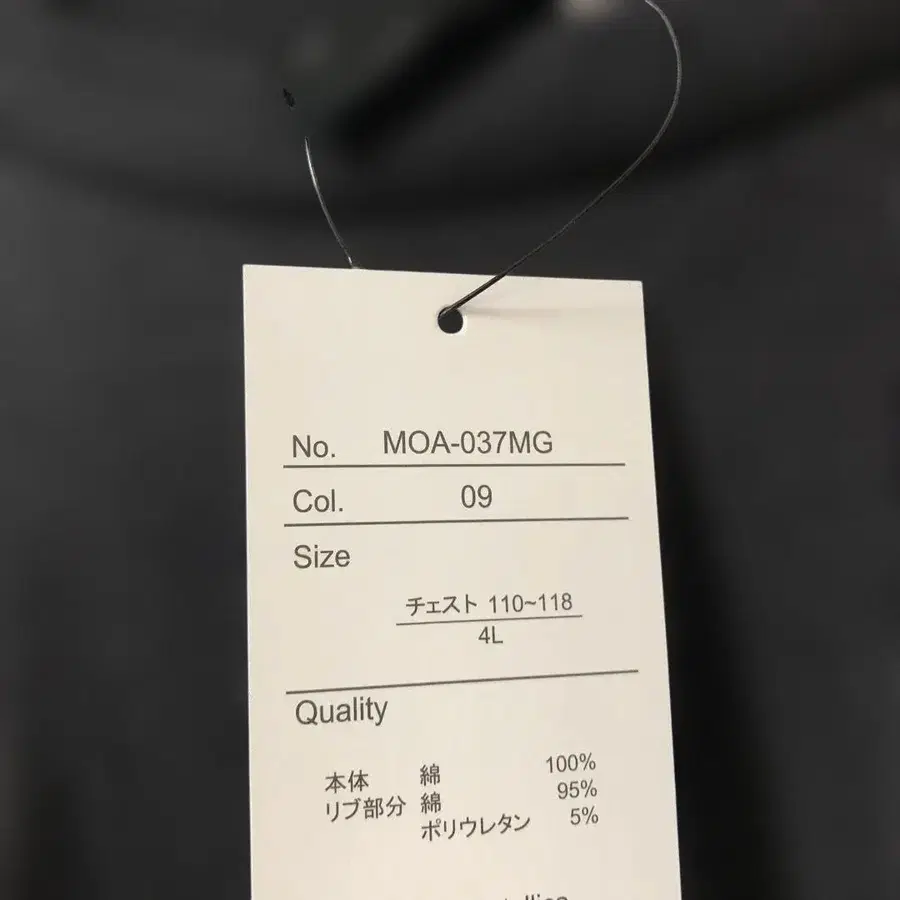 No. MOA-037MG
Col. 09
Size
チェスト 110~118
4L
Quality
本体 綿 100%
リブ部分 綿 95%
ポリウレタン 5%